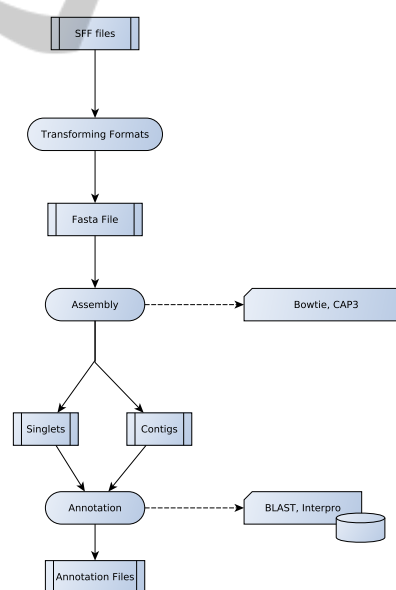 SFF files
Transforming Formats
Fasta File
Assembly
Bowtie, CAP3
Singlets
Contigs
Annotation
BLAST, Interpro
Annotation Files